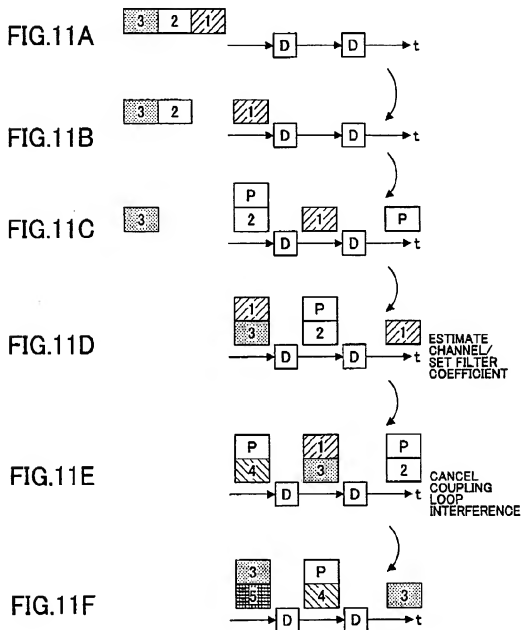 FIG.11A
3 2 1
D D t
FIG.11B
3 2 1
D D t
FIG.11C
3 P 2 1 P
D D t
FIG.11D
1 P
3 2 1
D D t
ESTIMATE
CHANNEL/
SET FILTER
COEFFICIENT
FIG.11E
P 1 P
4 3 2
D D t
CANCEL
COUPLING
LOOP
INTERFERENCE
FIG.11F
3 P
5 4 3
D D t